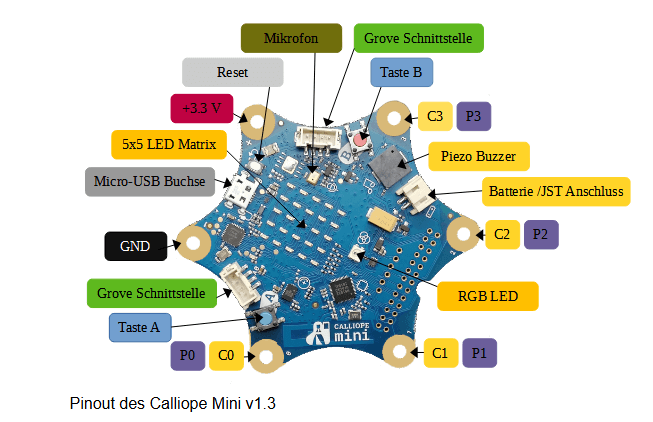 Mikrofon
Grove Schnittstelle
Reset
Taste B
+3.3 V
C3 P3
5x5 LED Matrix
Piezo Buzzer
Micro-USB Buchse
Batterie /JST Anschluss
GND
C2 P2
Grove Schnittstelle
RGB LED
Taste A
P0 C0
C1 P1
B
A
CALLIOPE
mini
Pinout des Calliope Mini v1.3